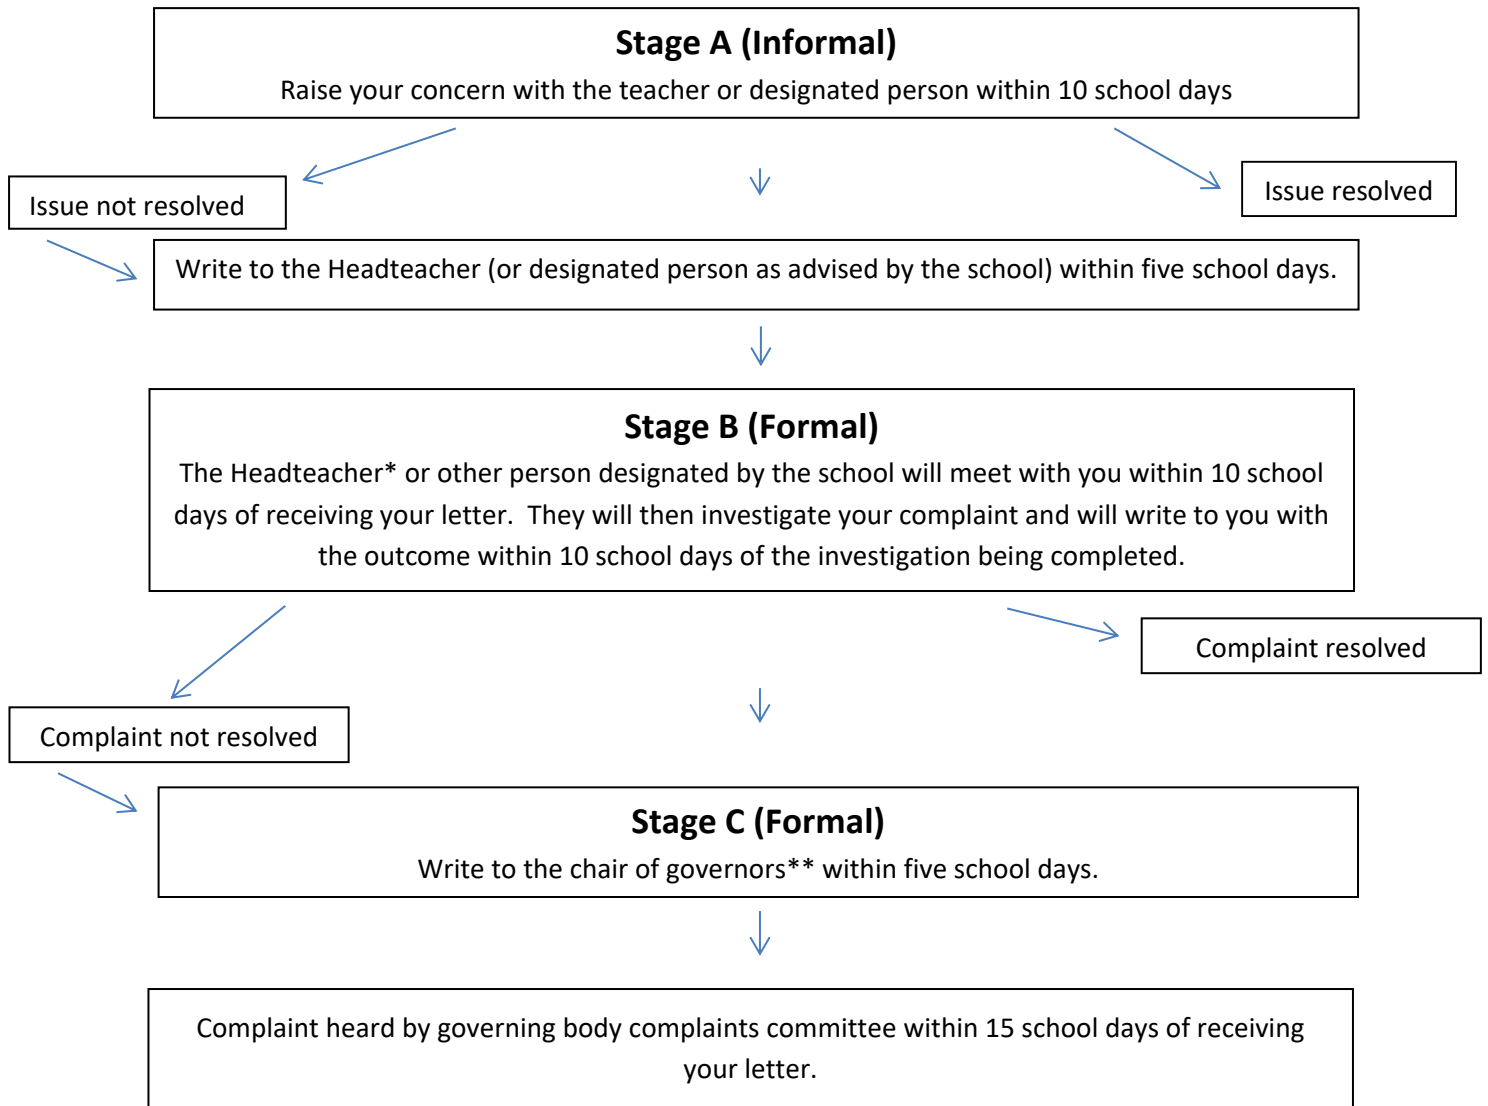 Stage A (Informal)
Raise your concern with the teacher or designated person within 10 school days
Issue not resolved
Issue resolved
Write to the Headteacher (or designated person as advised by the school) within five school days.
Stage B (Formal)
The Headteacher* or other person designated by the school will meet with you within 10 school
days of receiving your letter.  They will then investigate your complaint and will write to you with
the outcome within 10 school days of the investigation being completed.
Complaint resolved
Complaint not resolved
Stage C (Formal)
Write to the chair of governors** within five school days.
Complaint heard by governing body complaints committee within 15 school days of receiving
your letter.